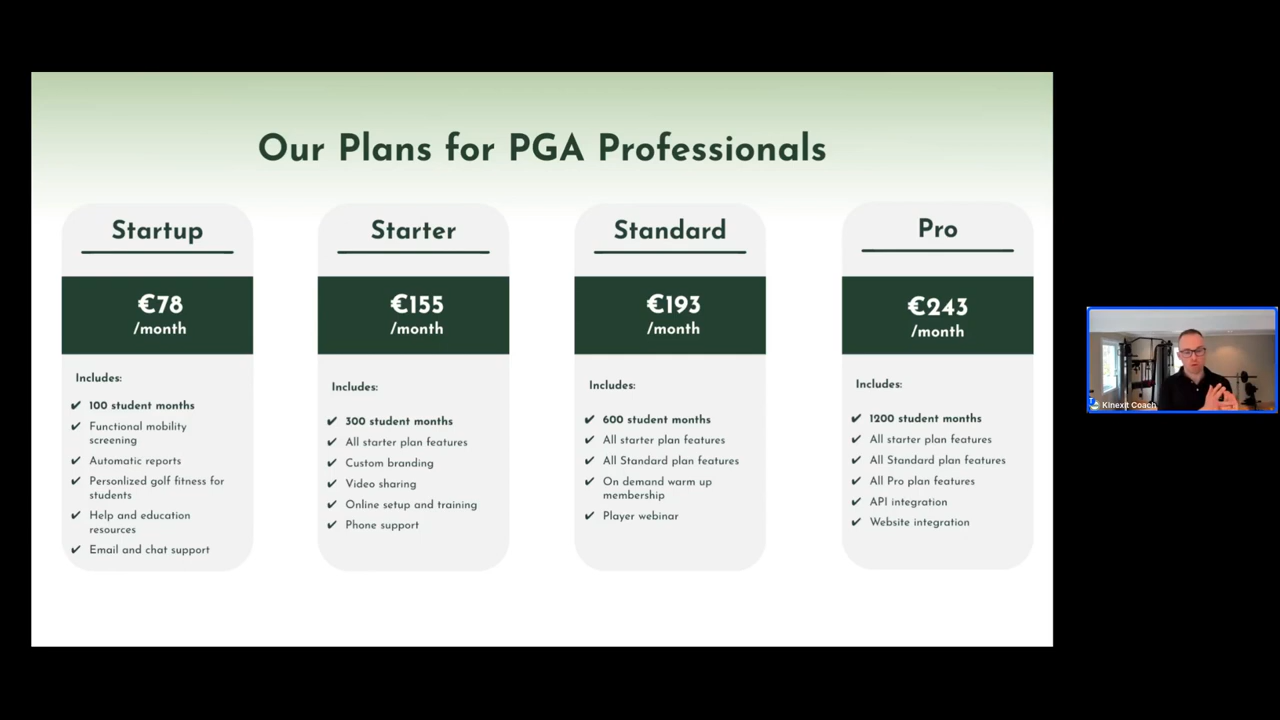 Our Plans for PGA Professionals
Startup
€78
/month
Includes:
✔ 100 student months
✔ Functional mobility
screening
✔ Automatic reports
✔ Personlized golf fitness for
students
✔ Help and education
resources
✔ Email and chat support
Starter
€155
/month
Includes:
✔ 300 student months
✔ All starter plan features
✔ Custom branding
✔ Video sharing
✔ Online setup and training
✔ Phone support
Standard
€193
/month
Includes:
✔ 600 student months
✔ All starter plan features
✔ All Standard plan features
✔ On demand warm up
membership
✔ Player webinar
Pro
€243
/month
Includes:
✔ 1200 student months
✔ All starter plan features
✔ All Standard plan features
✔ All Pro plan features
✔ API integration
✔ Website integration
Kinexit Coach